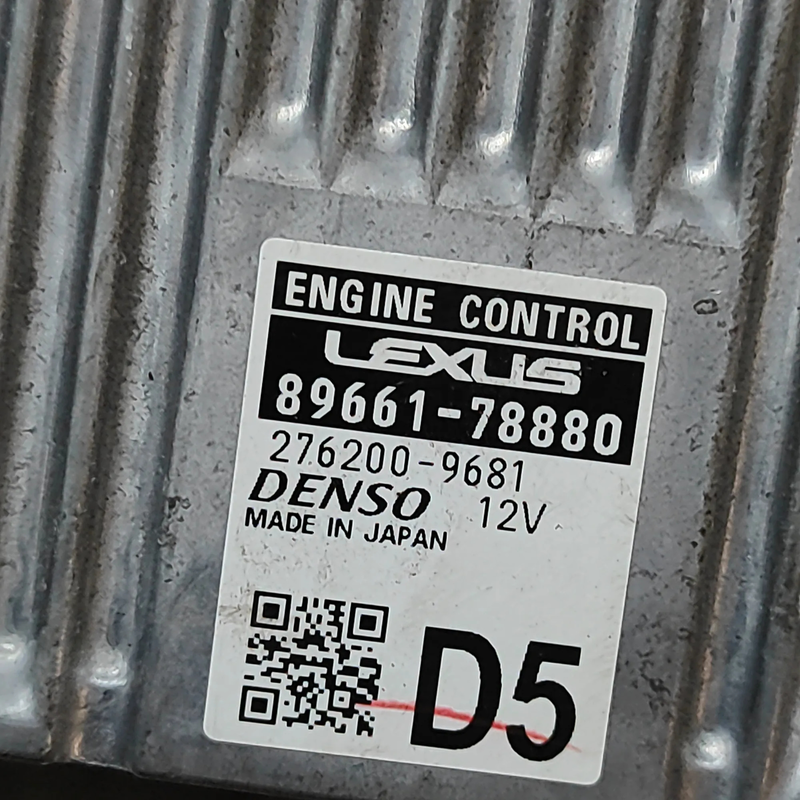 ENGINE CONTROL
LEXUS
89661-78880
276200-9681
DENSO 12V
MADE IN JAPAN
D5